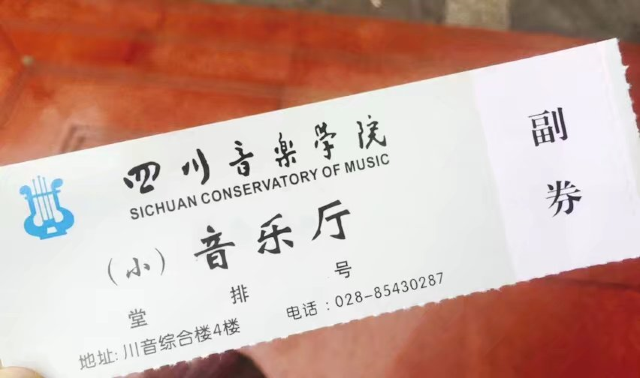 四川音樂學院
SICHUAN CONSERVATORY OF MUSIC
（小）音乐厅
堂 排 号
地址:川音综合楼4楼 电话：028-85430287
副券